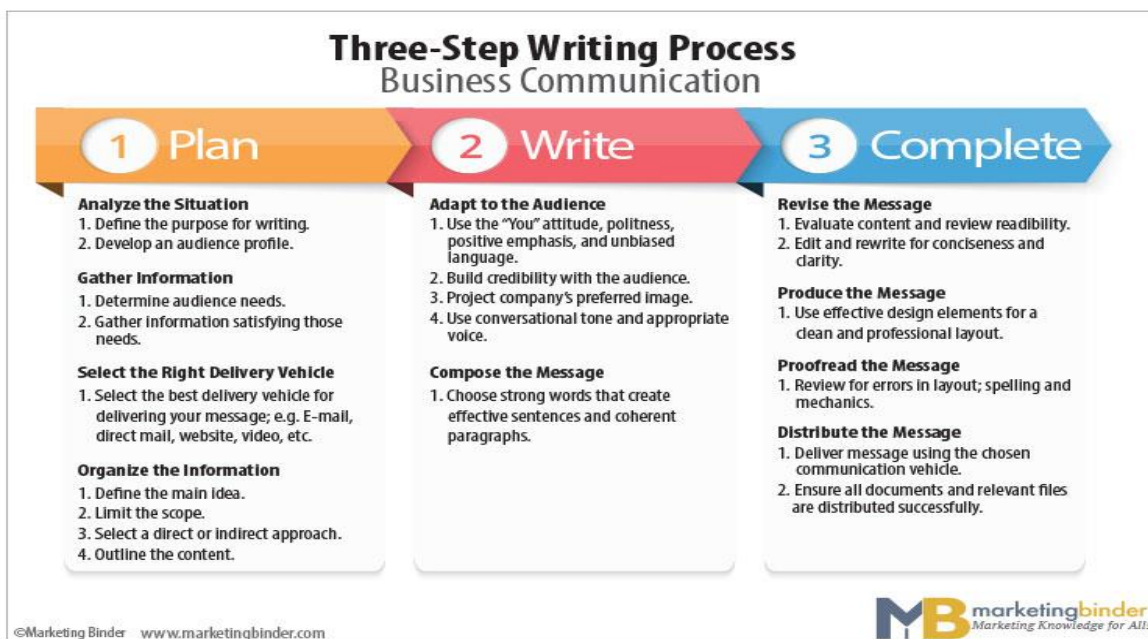 Three-Step Writing Process
Business Communication
1 Plan
Analyze the Situation
1. Define the purpose for writing.
2. Develop an audience profile.
Gather Information
1. Determine audience needs.
2. Gather information satisfying those
needs.
Select the Right Delivery Vehicle
1. Select the best delivery vehicle for
delivering your message; e.g. E-mail,
direct mail, website, video, etc.
Organize the Information
1. Define the main idea.
2. Limit the scope.
3. Select a direct or indirect approach.
4. Outline the content.
2 Write
Adapt to the Audience
1. Use the “You” attitude, politness,
positive emphasis, and unbiased
language.
2. Build credibility with the audience.
3. Project company’s preferred image.
4. Use conversational tone and appropriate
voice.
Compose the Message
1. Choose strong words that create
effective sentences and coherent
paragraphs.
3 Complete
Revise the Message
1. Evaluate content and review readibility.
2. Edit and rewrite for conciseness and
clarity.
Produce the Message
1. Use effective design elements for a
clean and professional layout.
Proofread the Message
1. Review for errors in layout; spelling and
mechanics.
Distribute the Message
1. Deliver message using the chosen
communication vehicle.
2. Ensure all documents and relevant files
are distributed successfully.
©Marketing Binder www.marketingbinder.com
MB marketingbinder
Marketing Knowledge for All!